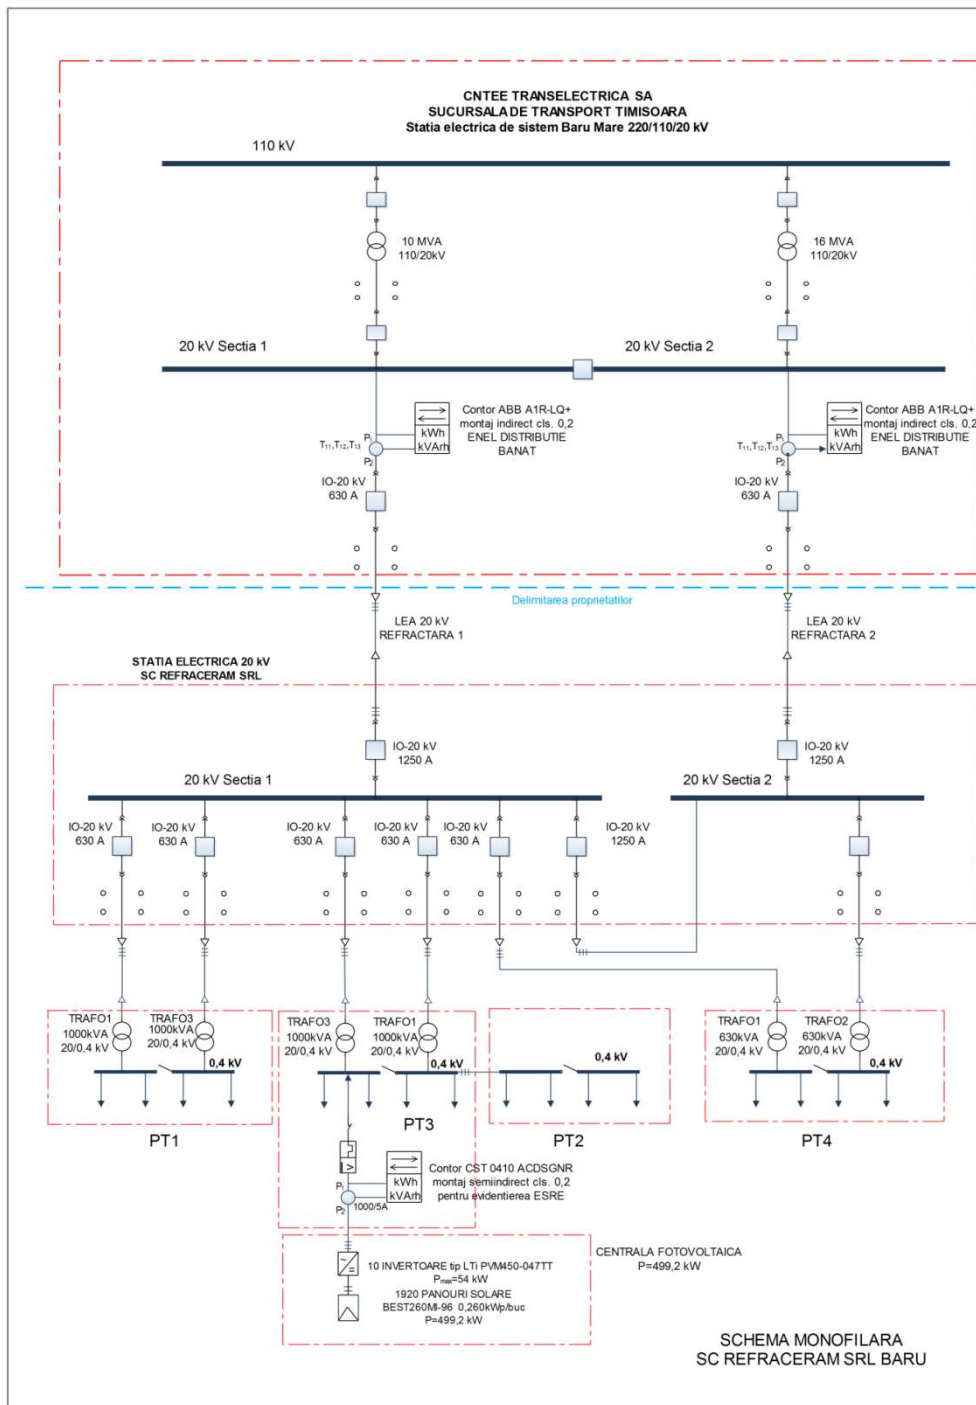 CNTEE TRANSELECTRICA SA
SUCURSALA DE TRANSPORT TIMISOARA
Statia electrica de sistem Baru Mare 220/110/20 kV
110 kV
10 MVA
110/20kV
16 MVA
110/20kV
20 kV Sectia 1
20 kV Sectia 2
Contor ABB A1R-LQ+
montaj indirect cls. 0,2
ENEL DISTRIBUTIE
BANAT
kWh
kVArh
P1
T11,T12,T13
P2
Contor ABB A1R-LQ+
montaj indirect cls. 0,2
ENEL DISTRIBUTIE
BANAT
kWh
kVArh
P1
T11,T12,T13
P2
IO-20 kV
630 A
IO-20 kV
630 A
Delimitarea proprietatilor
LEA 20 kV
REFRACTARA 1
LEA 20 kV
REFRACTARA 2
STATIA ELECTRICA 20 kV
SC REFRACERAM SRL
IO-20 kV
1250 A
IO-20 kV
1250 A
20 kV Sectia 1
20 kV Sectia 2
IO-20 kV
630 A
IO-20 kV
630 A
IO-20 kV
630 A
IO-20 kV
630 A
IO-20 kV
630 A
IO-20 kV
1250 A
TRAFO1
1000kVA
20/0,4 kV
TRAFO3
1000kVA
20/0,4 kV
0,4 kV
PT1
TRAFO3
1000kVA
20/0,4 kV
TRAFO1
1000kVA
20/0,4 kV
0,4 kV
PT3
0,4 kV
PT2
TRAFO1
630kVA
20/0,4 kV
TRAFO2
630kVA
20/0,4 kV
0,4 kV
PT4
Contor CST 0410 ACDSGNR
montaj semiindirect cls. 0,2
pentru evidentierea ESRE
kWh
kVArh
P1
P2
1000/5A
CENTRALA FOTOVOLTAICA
P=499,2 kW
10 INVERTOARE tip LTi PVM450-047TT
Pmax=54 kW
1920 PANOURI SOLARE
BEST260MI-96 0,260kWp/buc
P=499,2 kW
SCHEMA MONOFILARA
SC REFRACERAM SRL BARU